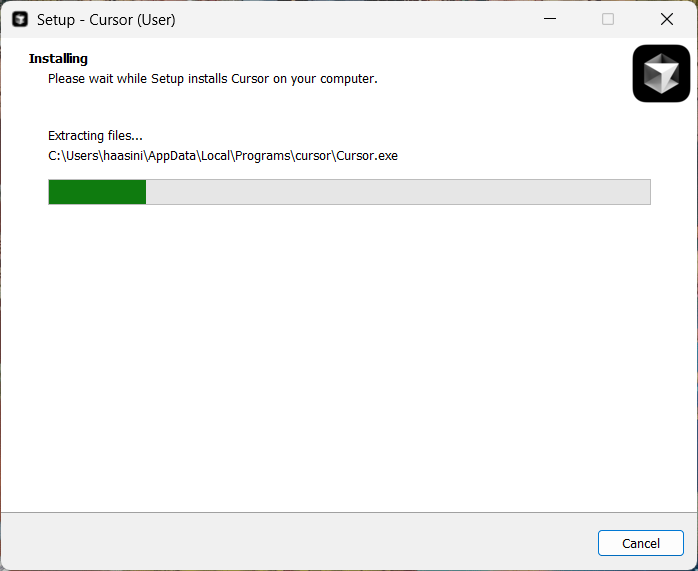 Setup - Cursor (User)
Installing
Please wait while Setup installs Cursor on your computer.
Extracting files...
C:\Users\haasini\AppData\Local\Programs\cursor\Cursor.exe
Cancel